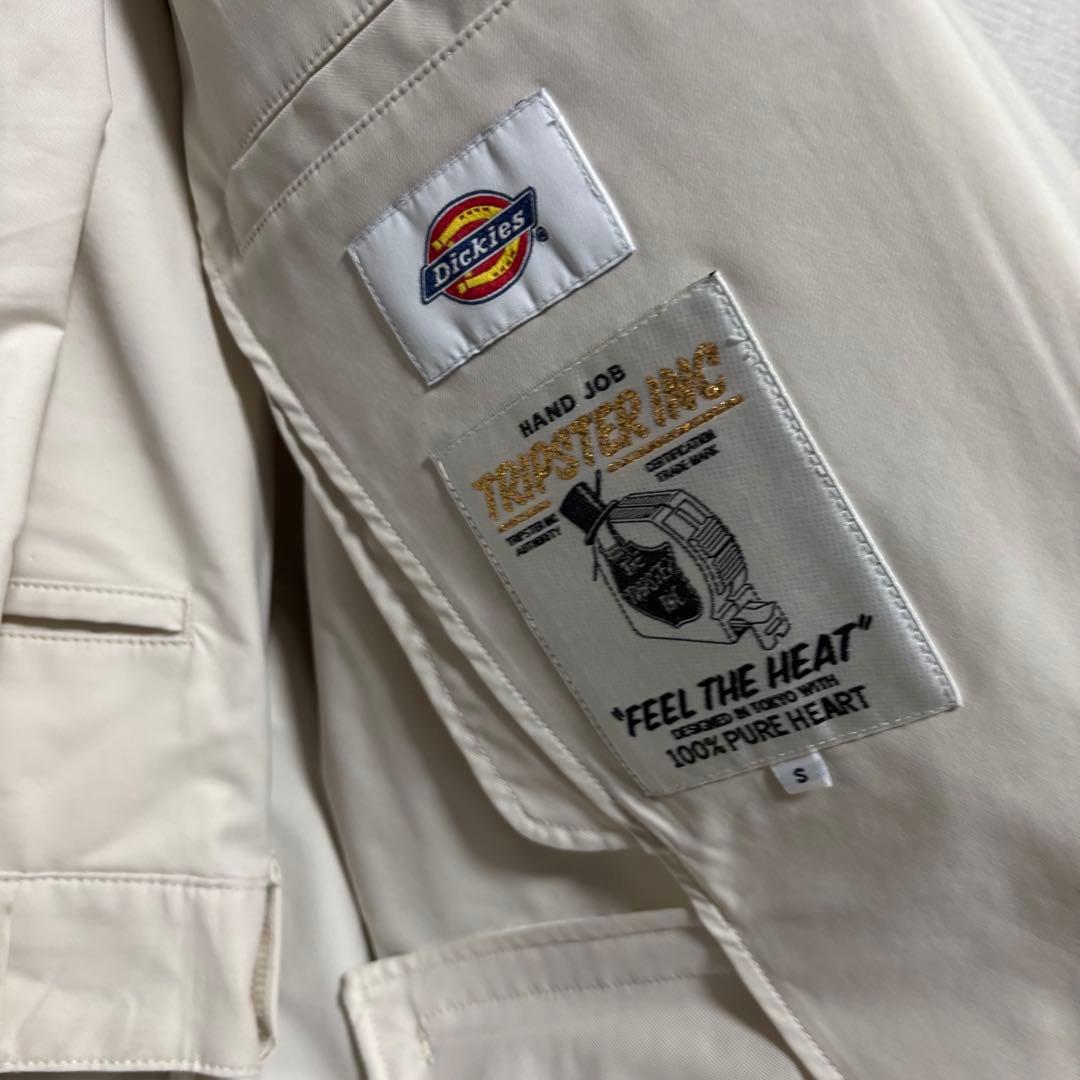 Dickies®
HAND JOB
TRIPSTER INC
CERTIFICATION
TRADE MARK
TRIPSTER INC
AUTHORITY
TRIPSTER
"FEEL THE HEAT"
DESIGNED IN TOKYO WITH
100% PURE HEART
S